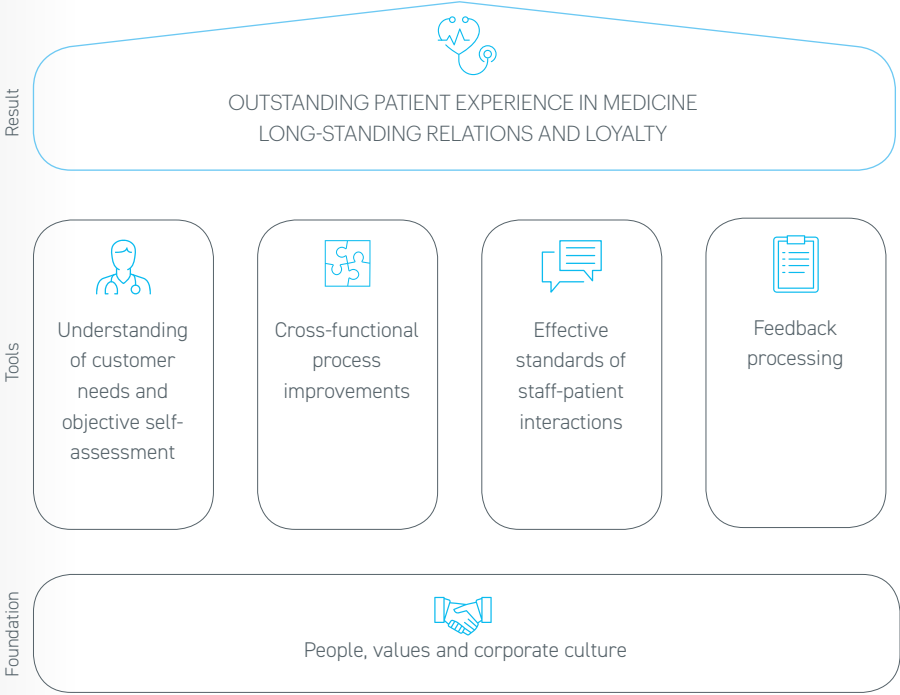 Result
OUTSTANDING PATIENT EXPERIENCE IN MEDICINE
LONG-STANDING RELATIONS AND LOYALTY
Tools
Understanding
of customer
needs and
objective self-
assessment
Cross-functional
process
improvements
Effective
standards of
staff-patient
interactions
Feedback
processing
Foundation
People, values and corporate culture